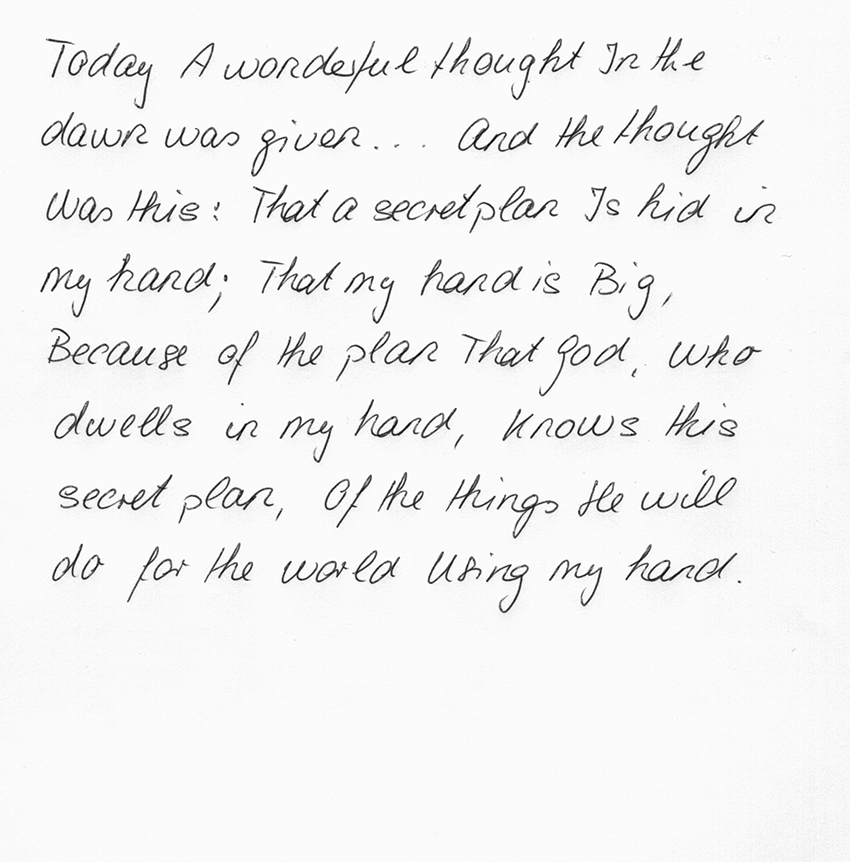 Today A wonderful thought In the
dawn was given... And the thought
Was this: That a secret plan Is hid in
my hand; That my hand is Big,
Because of the plan That God, who
dwells in my hand, knows this
secret plan, Of the things He will
do for the world Using my hand.